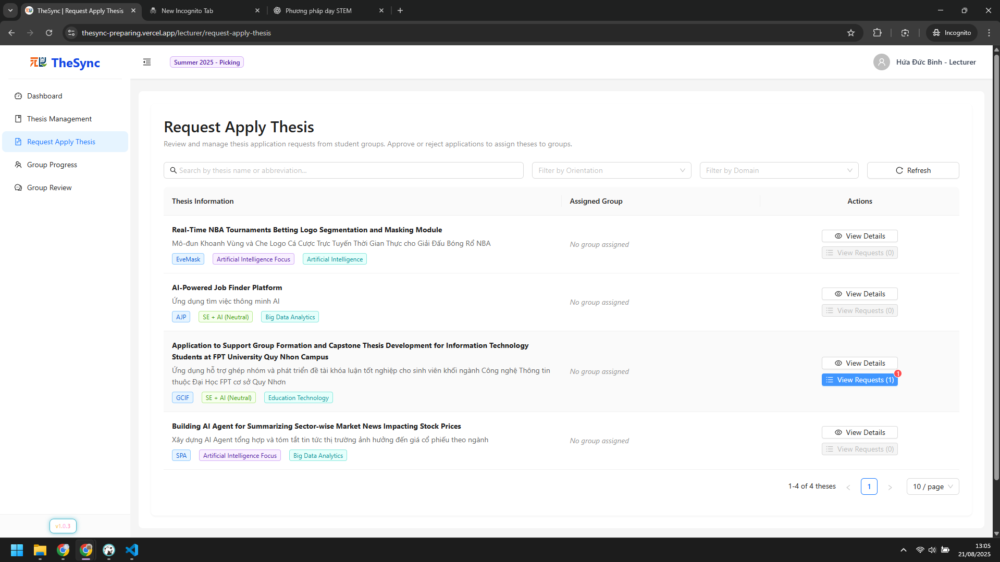 TheSync | Request Apply Thesis
New Incognito Tab
Phương pháp dạy STEM
thesync-preparing.vercel.app/lecturer/request-apply-thesis
Incognito
TheSync
Summer 2025 - Picking
Hứa Đức Bình - Lecturer
Dashboard
Thesis Management
Request Apply Thesis
Group Progress
Group Review
Request Apply Thesis
Review and manage thesis application requests from student groups. Approve or reject applications to assign theses to groups.
Search by thesis name or abbreviation...
Filter by Orientation
Filter by Domain
Refresh
Thesis Information
Assigned Group
Actions
Real-Time NBA Tournaments Betting Logo Segmentation and Masking Module
Mô-đun Khoanh Vùng và Che Logo Cá Cược Trực Tuyến Thời Gian Thực cho Giải Đấu Bóng Rổ NBA
EveMask
Artificial Intelligence Focus
Artificial Intelligence
No group assigned
View Details
View Requests (0)
AI-Powered Job Finder Platform
Ứng dụng tìm việc thông minh AI
AJP
SE + AI (Neutral)
Big Data Analytics
No group assigned
View Details
View Requests (0)
Application to Support Group Formation and Capstone Thesis Development for Information Technology
Students at FPT University Quy Nhon Campus
Ứng dụng hỗ trợ ghép nhóm và phát triển đề tài khóa luận tốt nghiệp cho sinh viên khối ngành Công nghệ Thông tin
thuộc Đại Học FPT cơ sở Quy Nhơn
GCIF
SE + AI (Neutral)
Education Technology
No group assigned
View Details
View Requests (1)
1
Building AI Agent for Summarizing Sector-wise Market News Impacting Stock Prices
Xây dựng AI Agent tổng hợp và tóm tắt tin tức thị trường ảnh hưởng đến giá cổ phiếu theo ngành
SPA
Artificial Intelligence Focus
Big Data Analytics
No group assigned
View Details
View Requests (0)
1-4 of 4 theses
1
10 / page
v1.0.3
13:05
21/08/2025